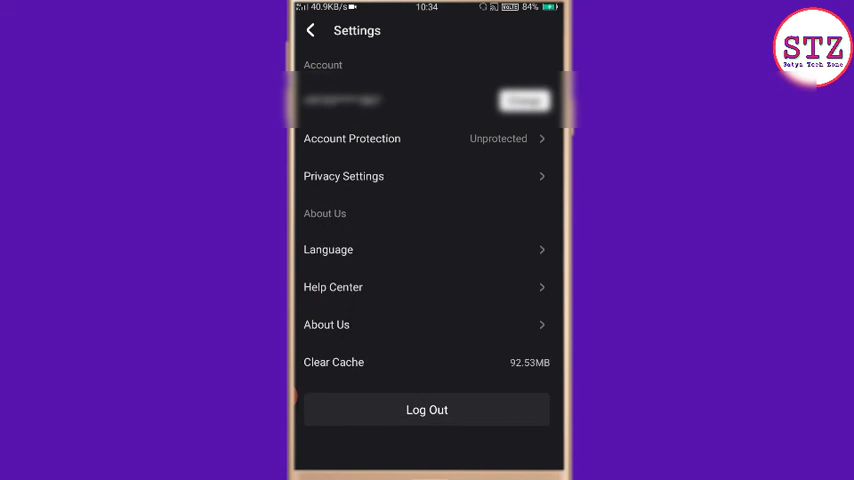 40.9KB/s 10:34 VOLTE 84%
STZ
Satya Tech Zone
Settings
Account
Account Protection Unprotected
Privacy Settings
About Us
Language
Help Center
About Us
Clear Cache 92.53MB
Log Out